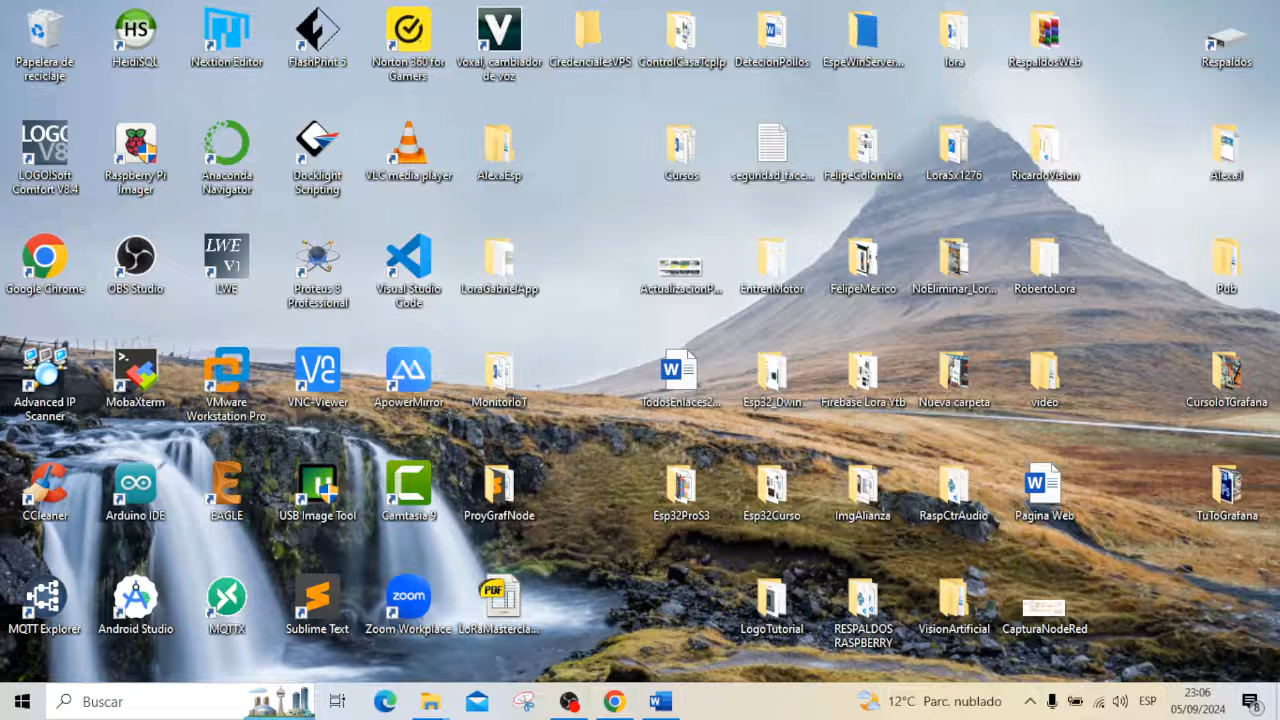 Papelera de
reciclaje
HeidiSQL
Nextion Editor
FlashPrint 5
Norton 360 for
Gamers
Voxal, cambiador
de voz
CredencialesVPS
ControlCasaTcpIp
DetecionPollos
EspeWinServer...
lora
RespaldosWeb
Respaldos
LOGO!Soft
Comfort V8.4
Raspberry Pi
Imager
Anaconda
Navigator
Docklight
Scripting
VLC media player
AlexaEsp
Cursos
seguridad_face...
FelipeColombia
LoraSx1276
RicardoVision
Google Chrome
OBS Studio
LWE
V1
LWE
Proteus 8
Professional
Visual Studio
Code
LoraGabrielApp
ActualizacionP...
EntrenMotor
FelipeMexico
NoEliminar_Lor...
RobertoLora
Pub
Advanced IP
Scanner
MobaXterm
VMware
Workstation Pro
VNC-Viewer
ApowerMirror
MonitorIoT
TodosEnlaces2...
Esp32_Dwin
Firebase Lora Ytb
Nueva carpeta
video
CursoIoTGrafana
CCleaner
Arduino IDE
EAGLE
USB Image Tool
Camtasia 9
ProyGrafNode
Esp32ProS3
Esp32Curso
ImgAlianza
RaspCtrAudio
Pagina Web
TuToGrafana
MQTT Explorer
Android Studio
MQTTX
Sublime Text
zoom
Zoom Workplace
PDF
LoRaMastercla...
LogoTutorial
RESPALDOS
RASPBERRY
VisionArtificial
CapturaNodeRed
Buscar
12°C Parc. nublado
ESP
23:06
05/09/2024
8